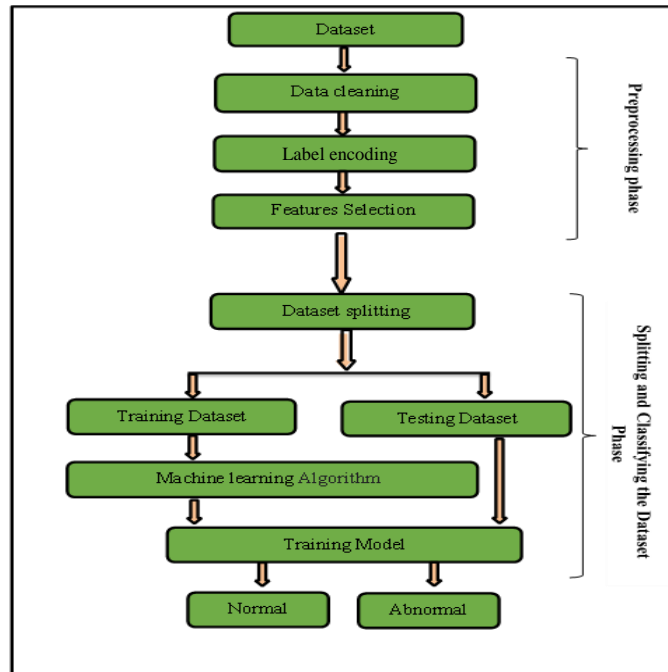 Dataset
Data cleaning
Label encoding
Features Selection
Preprocessing phase
Dataset splitting
Training Dataset
Testing Dataset
Machine learning Algorithm
Training Model
Normal
Abnormal
Splitting and Classifying the Dataset
Phase